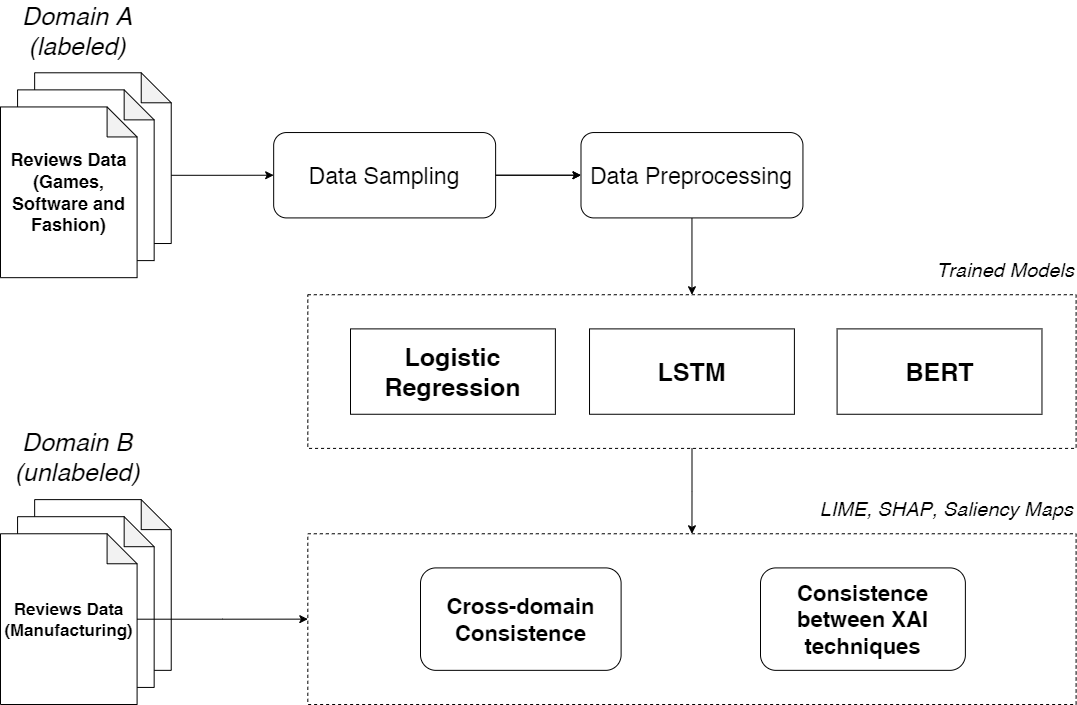 Domain A
(labeled)
Reviews Data
(Games,
Software and
Fashion)
Data Sampling
Data Preprocessing
Trained Models
Logistic
Regression
LSTM
BERT
Domain B
(unlabeled)
Reviews Data
(Manufacturing)
LIME, SHAP, Saliency Maps
Cross-domain
Consistence
Consistence
between XAI
techniques